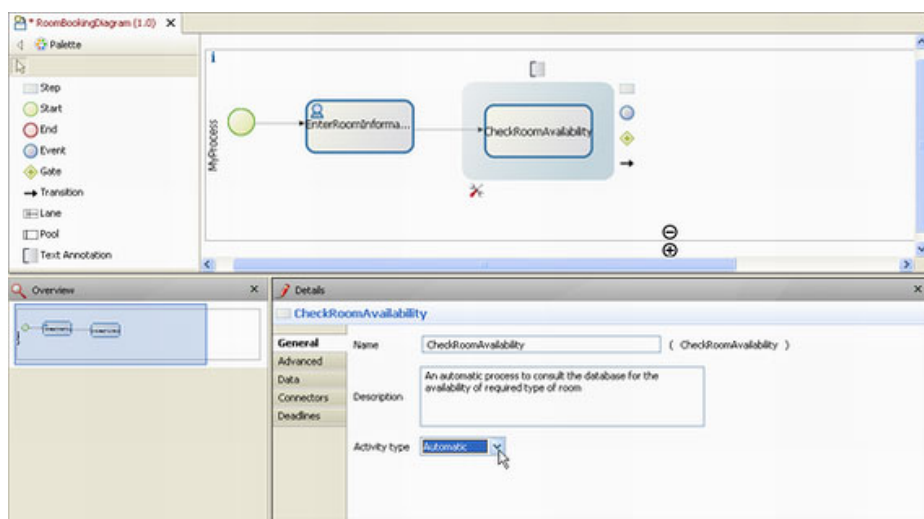 * RoomBookingDiagram (1.0)
Palette
Step
Start
End
Event
Gate
Transition
Lane
Pool
Text Annotation
MyProcess
EnterRoomInforma...
CheckRoomAvailability
Overview
Details
CheckRoomAvailability
General
Advanced
Data
Connectors
Deadlines
Name
CheckRoomAvailability
( CheckRoomAvailability )
Description
An automatic process to consult the database for the
availability of required type of room
Activity type
Automatic